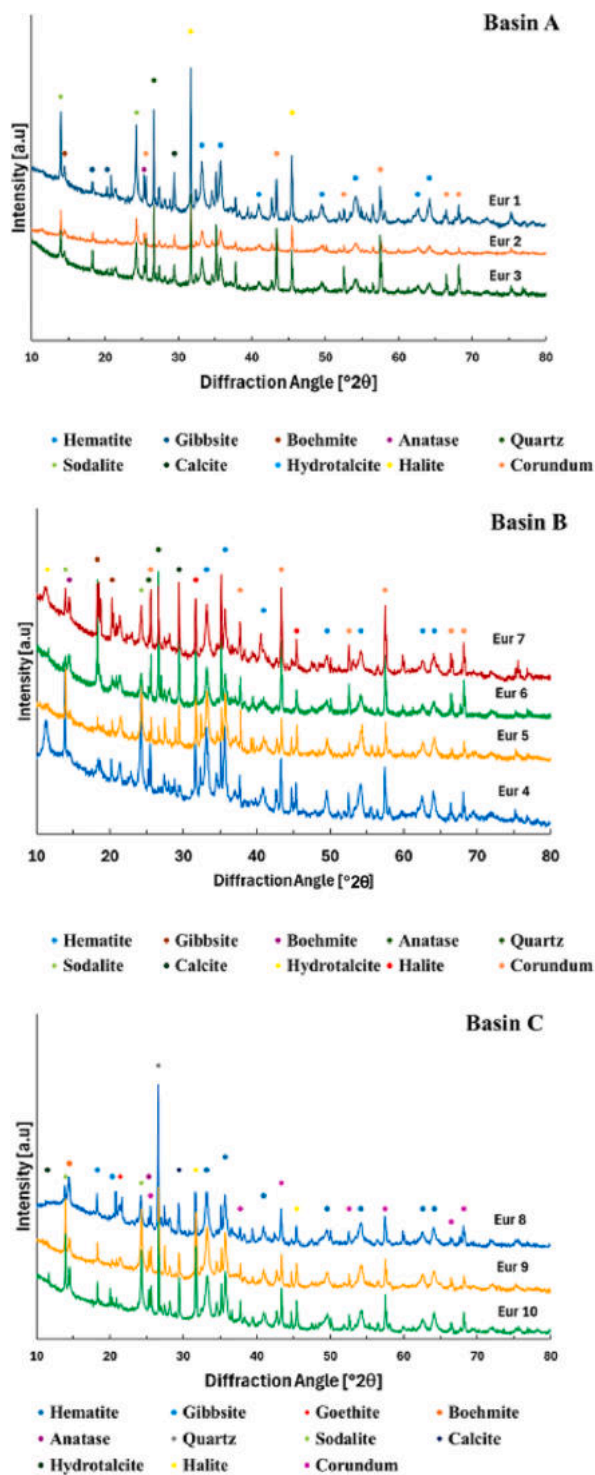 Basin A
Intensity [a.u]
Eur 1
Eur 2
Eur 3
10 20 30 40 50 60 70 80
Diffraction Angle [°2θ]
Hematite Gibbsite Boehmite Anatase Quartz
Sodalite Calcite Hydrotalcite Halite Corundum
Basin B
Intensity [a.u]
Eur 7
Eur 6
Eur 5
Eur 4
10 20 30 40 50 60 70 80
Diffraction Angle [°2θ]
Hematite Gibbsite Boehmite Anatase Quartz
Sodalite Calcite Hydrotalcite Halite Corundum
Basin C
Intensity [a.u]
Eur 8
Eur 9
Eur 10
10 20 30 40 50 60 70 80
Diffraction Angle [°2θ]
Hematite Gibbsite Goethite Boehmite
Anatase Quartz Sodalite Calcite
Hydrotalcite Halite Corundum